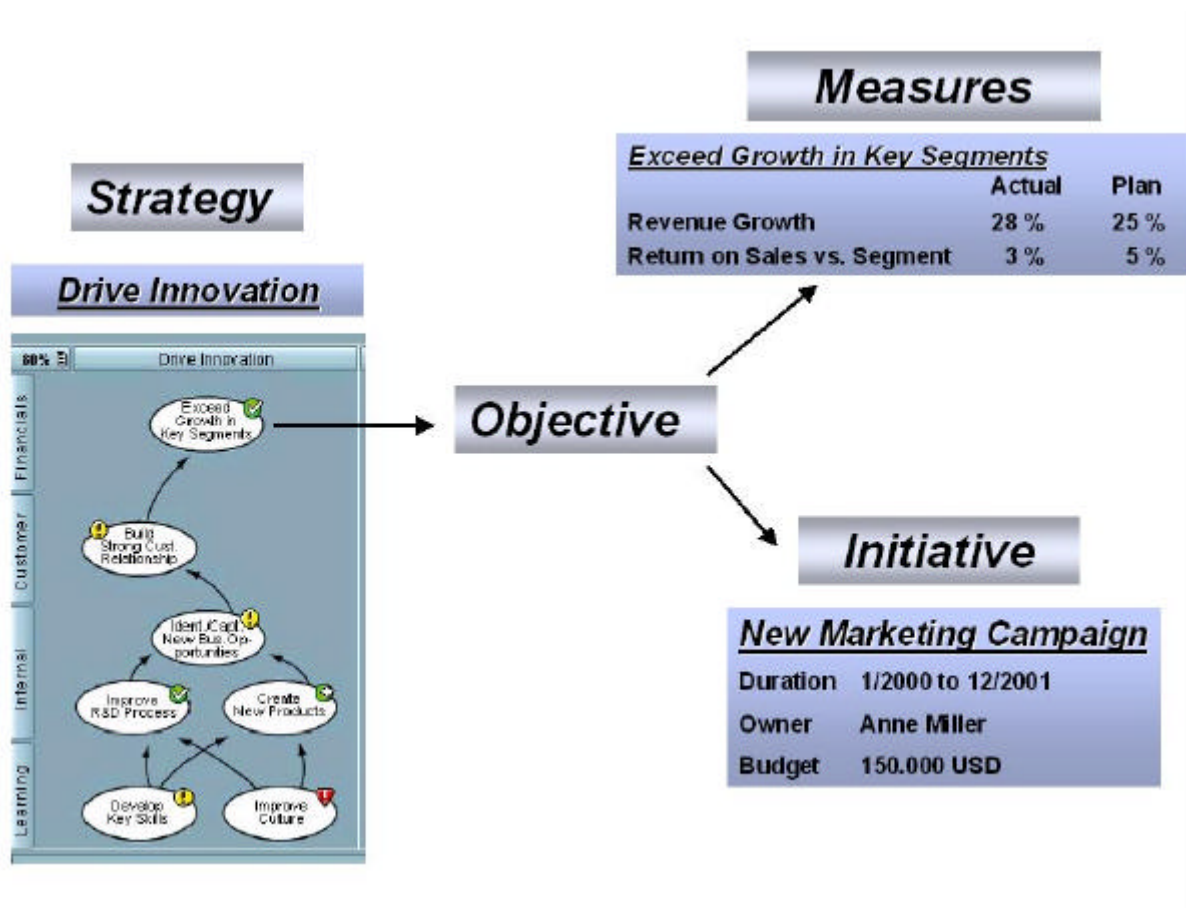 Measures
Exceed Growth in Key Segments
Actual Plan
Revenue Growth 28 % 25 %
Return on Sales vs. Segment 3 % 5 %
Strategy
Drive Innovation
80% Drive Innovation
Financials
Exceed
Growth in
Key Segments
Objective
Customer
Build
Strong Cust.
Relationship
Initiative
New Marketing Campaign
Duration 1/2000 to 12/2001
Owner Anne Miller
Budget 150.000 USD
Internal
Ident./Capt.
New Bus. Op-
portunities
Improve
R&D Process
Create
New Products
Learning
Develop
Key Skills
Improve
Culture